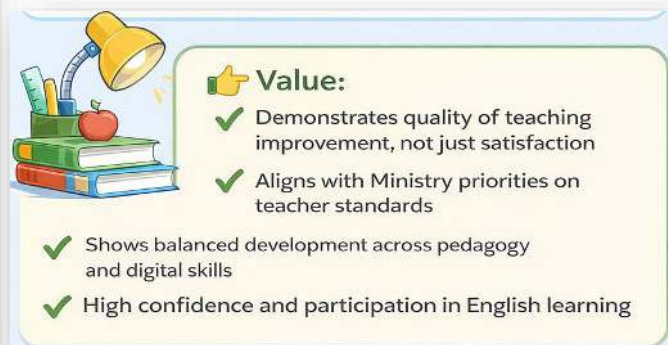 Value:
Demonstrates quality of teaching
improvement, not just satisfaction
Aligns with Ministry priorities on
teacher standards
Shows balanced development across pedagogy
and digital skills
High confidence and participation in English learning